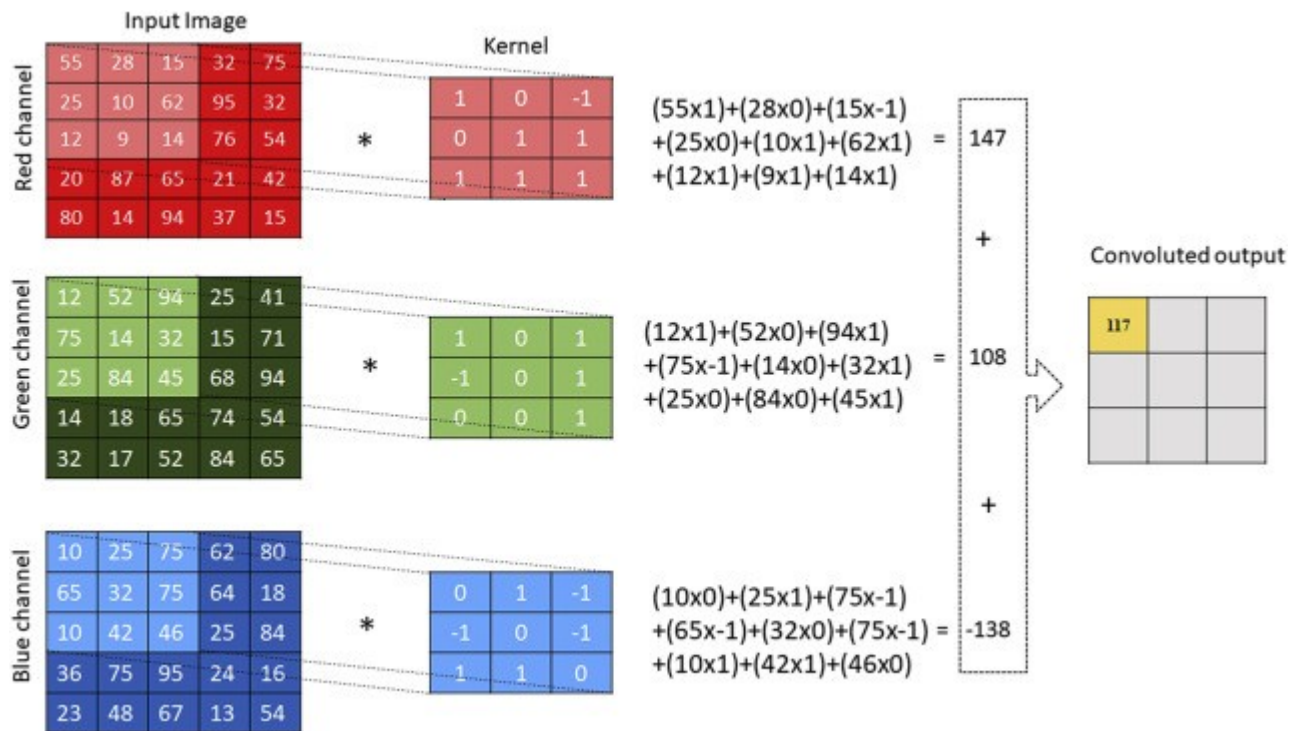 Input Image
Kernel
Red channel
55 28 15 32 75
25 10 62 95 32
12 9 14 76 54
20 87 65 21 42
80 14 94 37 15
*
1 0 -1
0 1 1
1 1 1
(55x1)+(28x0)+(15x-1)
+(25x0)+(10x1)+(62x1) = 147
+(12x1)+(9x1)+(14x1)
+
Convoluted output
117
Green channel
12 52 94 25 41
75 14 32 15 71
25 84 45 68 94
14 18 65 74 54
32 17 52 84 65
*
1 0 1
-1 0 1
0 0 1
(12x1)+(52x0)+(94x1)
+(75x-1)+(14x0)+(32x1) = 108
+(25x0)+(84x0)+(45x1)
+
Blue channel
10 25 75 62 80
65 32 75 64 18
10 42 46 25 84
36 75 95 24 16
23 48 67 13 54
*
0 1 -1
-1 0 -1
1 1 0
(10x0)+(25x1)+(75x-1)
+(65x-1)+(32x0)+(75x-1) = -138
+(10x1)+(42x1)+(46x0)